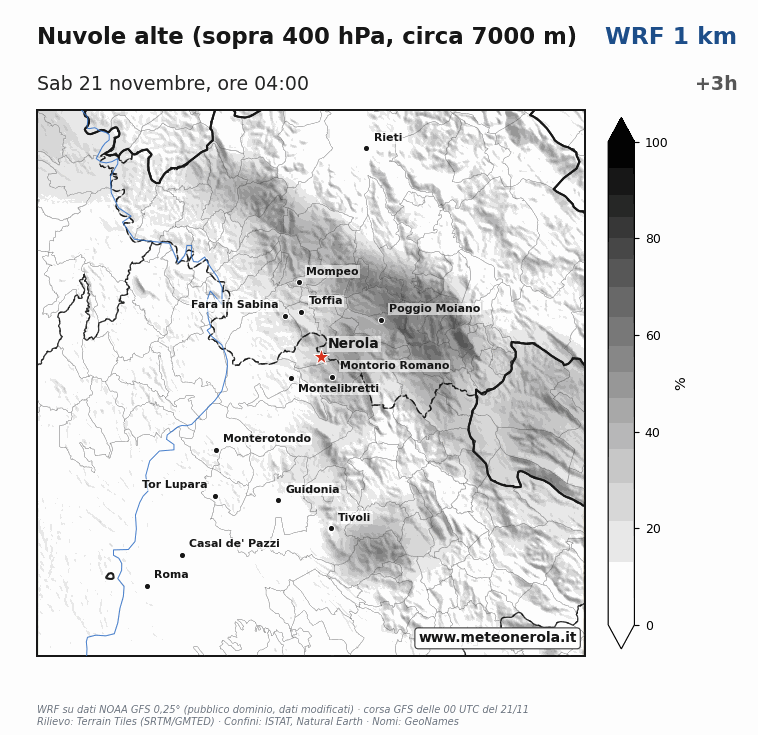 Nuvole alte (sopra 400 hPa, circa 7000 m) WRF 1 km
Sab 21 novembre, ore 04:00 +3h
Rieti
Mompeo
Fara in Sabina
Toffia
Poggio Moiano
Nerola
Montorio Romano
Montelibretti
Monterotondo
Tor Lupara
Guidonia
Tivoli
Casal de' Pazzi
Roma
www.meteonerola.it
100
80
60
40
20
0
%
WRF su dati NOAA GFS 0,25° (pubblico dominio, dati modificati) · corsa GFS delle 00 UTC del 21/11
Rilievo: Terrain Tiles (SRTM/GMTED) · Confini: ISTAT, Natural Earth · Nomi: GeoNames